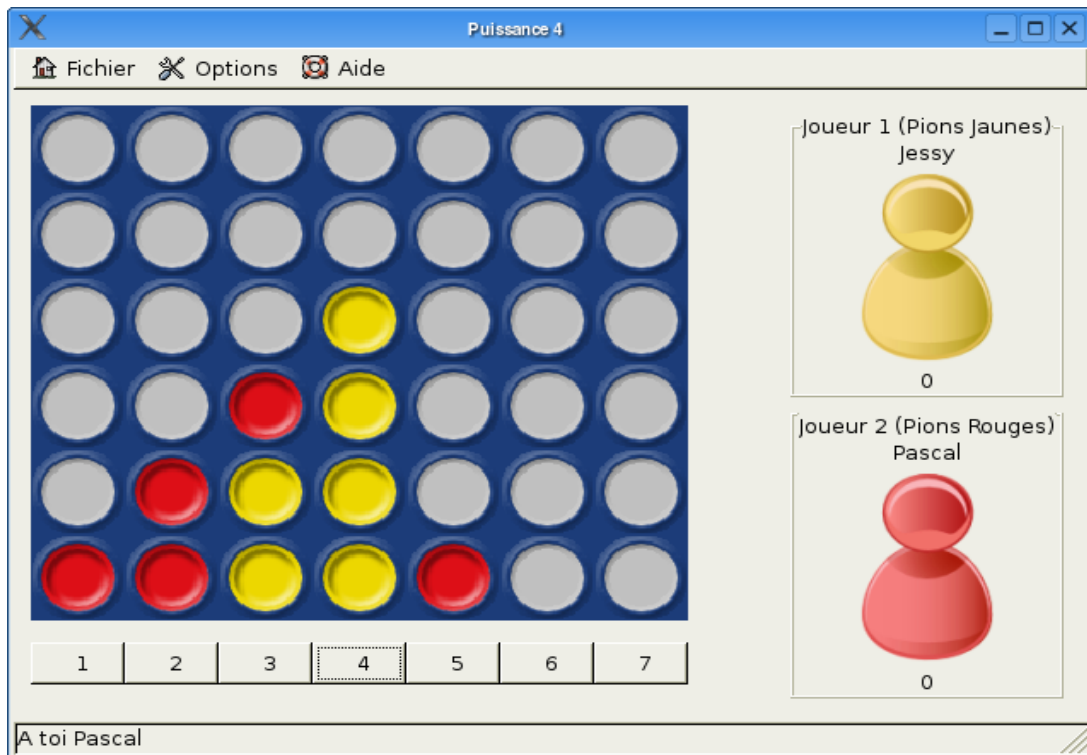 Puissance 4
Fichier Options Aide
Joueur 1 (Pions Jaunes)
Jessy
0
Joueur 2 (Pions Rouges)
Pascal
0
1 2 3 4 5 6 7
A toi Pascal